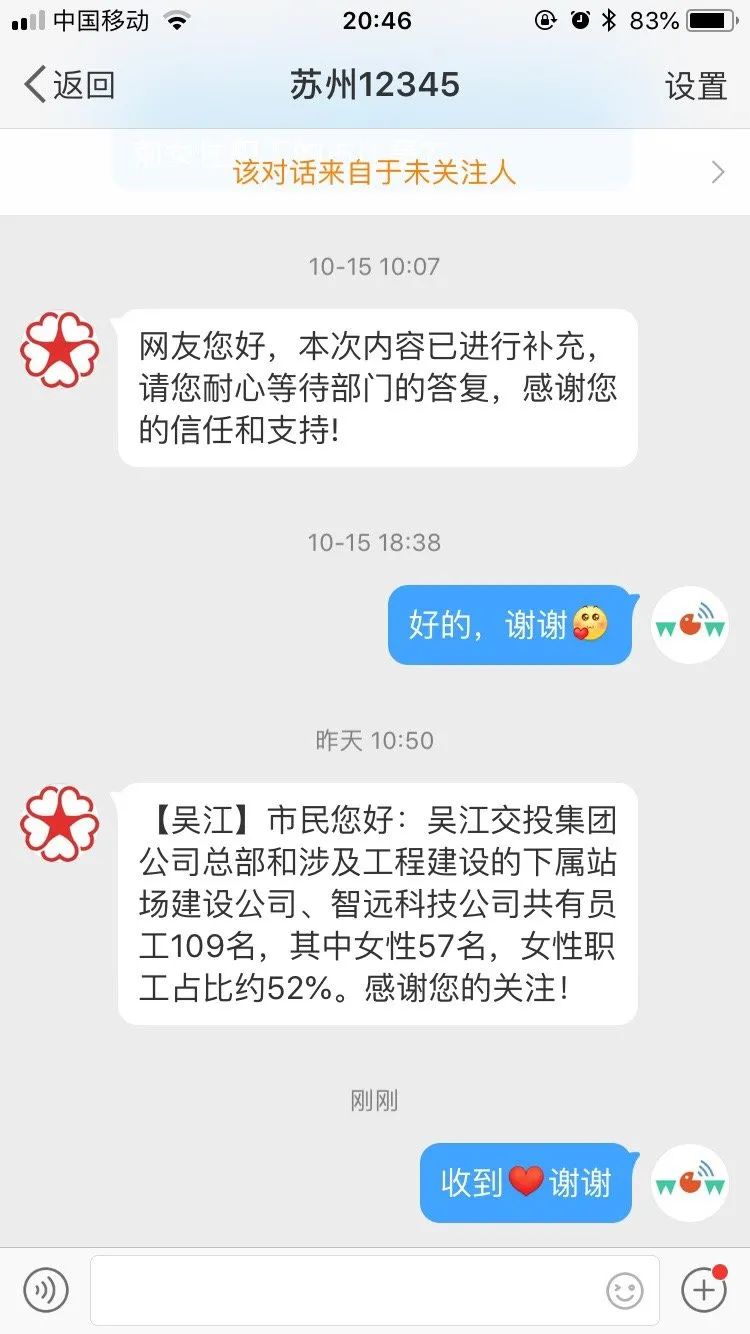 中国移动
20:46
83%
返回
苏州12345
设置
该对话来自于未关注人
10-15 10:07
网友您好，本次内容已进行补充，
请您耐心等待部门的答复，感谢您
的信任和支持!
10-15 18:38
好的，谢谢
昨天 10:50
【吴江】市民您好：吴江交投集团
公司总部和涉及工程建设的下属站
场建设公司、智远科技公司共有员
工109名，其中女性57名，女性职
工占比约52%。感谢您的关注！
刚刚
收到❤️谢谢